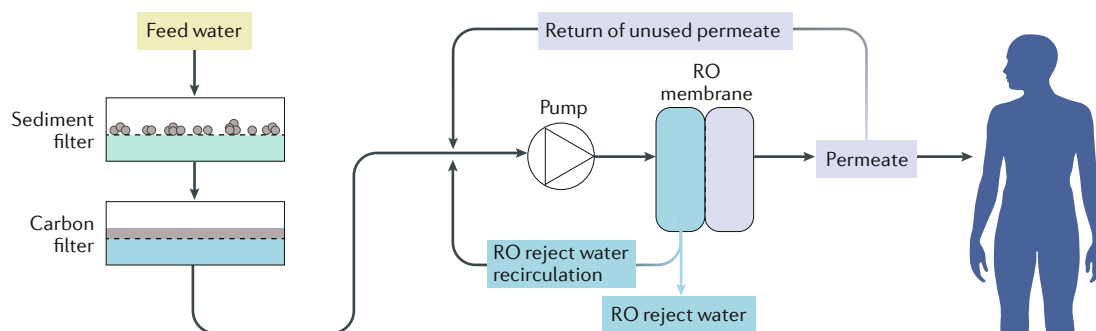 Feed water
Sediment
filter
Carbon
filter
Return of unused permeate
Pump
RO
membrane
Permeate
RO reject water
recirculation
RO reject water